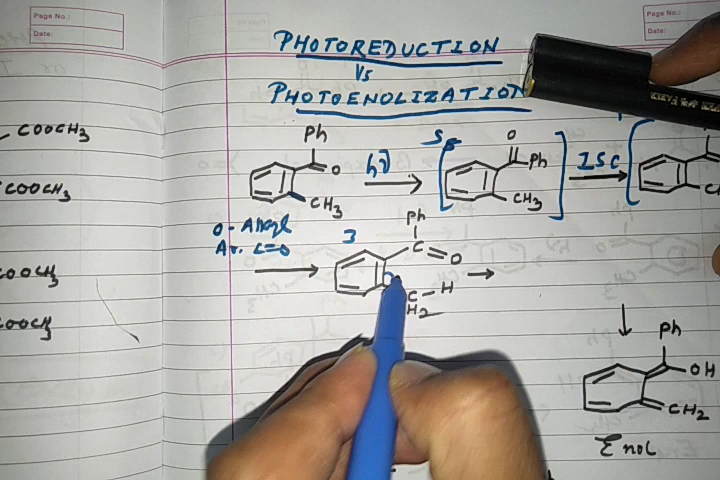 Page No.:
Date:
Page No.:
Date:
PHOTOREDUCTION
Vs
PHOTOENOLIZATION
COOCH3
COOCH3
COOCH3
COOCH3
Ph
O
CH3
hν
O
Ph
CH3
ISC
O-Alkyl
Ar. C=O
3
Ph
C
O
C-H
H2
Ph
OH
CH2
Enol